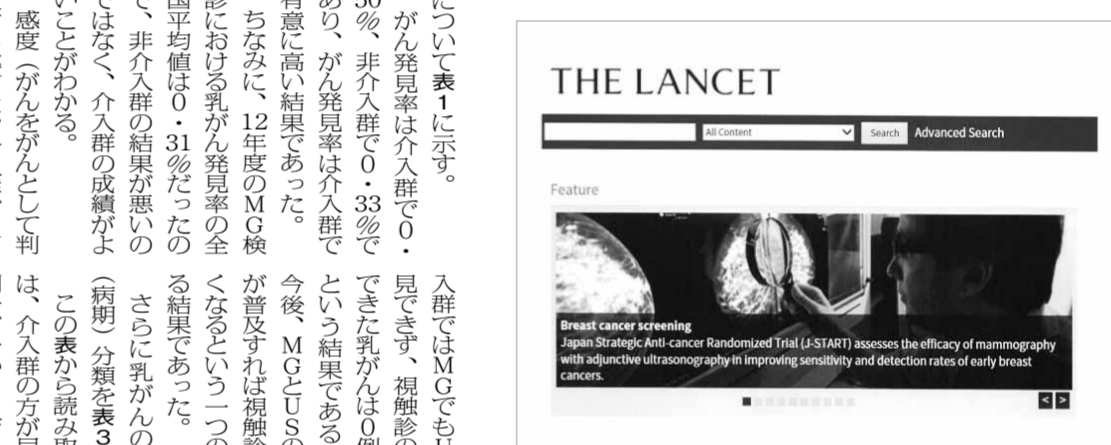 について表1に示す。
がん発見率は介入群で0・
50%、非介入群で0・33%で
あり、がん発見率は介入群で
有意に高い結果であった。
ちなみに、12年度のMG検
診における乳がん発見率の全
国平均値は0・31%だったの
で、非介入群の結果が悪いの
ではなく、介入群の成績がよ
いことがわかる。
感度（がんをがんとして判
入群ではMGでもU
見できず、視触診の
できた乳がんは0例
という結果である
今後、MGとUSの
が普及すれば視触診
くなるという一つの
る結果であった。
さらに乳がんの
（病期）分類を表3
この表から読み取
は、介入群の方が
THE LANCET
All Content
Search
Advanced Search
Feature
Breast cancer screening
Japan Strategic Anti-cancer Randomized Trial (J-START) assesses the efficacy of mammography
with adjunctive ultrasonography in improving sensitivity and detection rates of early breast
cancers.
< >